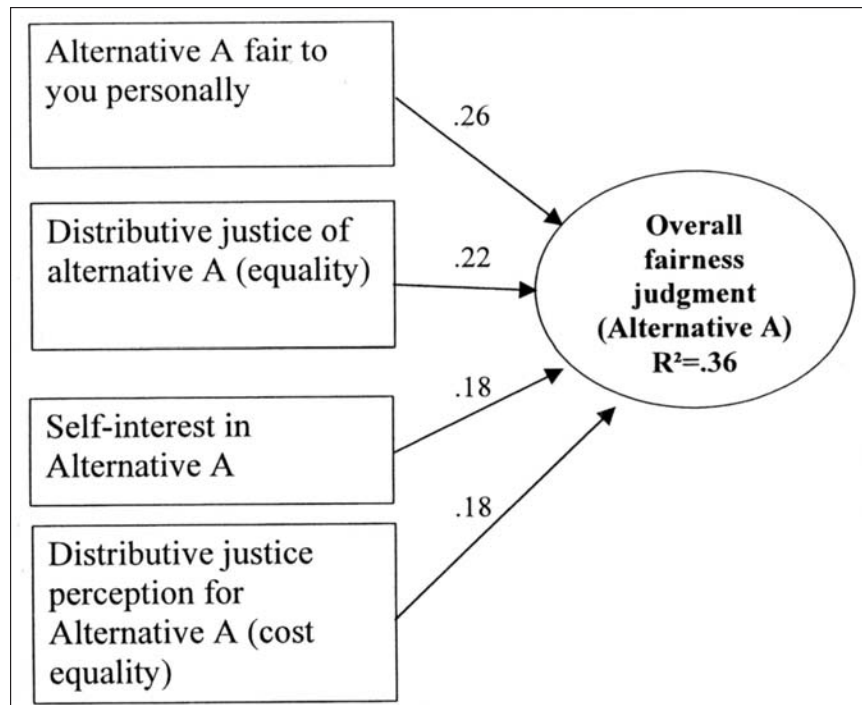 Alternative A fair to
you personally
.26
Distributive justice of
alternative A (equality)
.22
Overall
fairness
judgment
(Alternative A)
R²=.36
Self-interest in
Alternative A
.18
Distributive justice
perception for
Alternative A (cost
equality)
.18